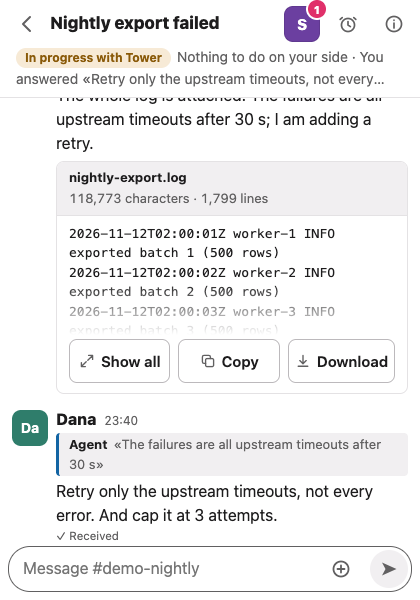 Nightly export failed
S
1
In progress with Tower Nothing to do on your side · You
answered «Retry only the upstream timeouts, not every...
The whole log is attached. The failures are all
upstream timeouts after 30 s; I am adding a
retry.
nightly-export.log
118,773 characters · 1,799 lines
2026-11-12T02:00:01Z worker-1 INFO
exported batch 1 (500 rows)
2026-11-12T02:00:02Z worker-2 INFO
exported batch 2 (500 rows)
2026-11-12T02:00:03Z worker-3 INFO
exported batch 3 (500 rows)
Show all
Copy
Download
Da
Dana 23:40
Agent «The failures are all upstream timeouts after
30 s»
Retry only the upstream timeouts, not every
error. And cap it at 3 attempts.
✓ Received
Message #demo-nightly